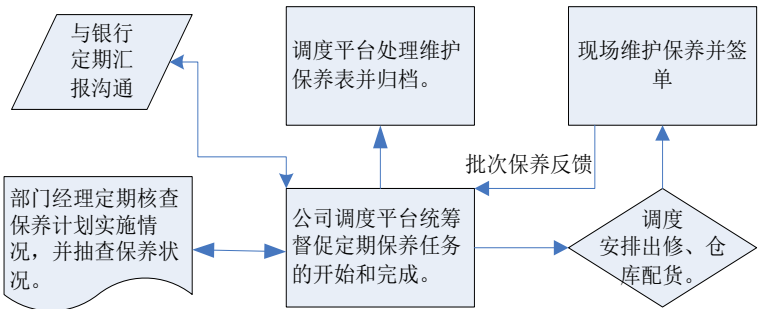 与银行
定期汇
报沟通
调度平台处理维护
保养表并归档。
现场维护保养并签
单
批次保养反馈
部门经理定期核查
保养计划实施情
况，并抽查保养状
况。
公司调度平台统筹
督促定期保养任务
的开始和完成。
调度
安排出修、仓
库配货。